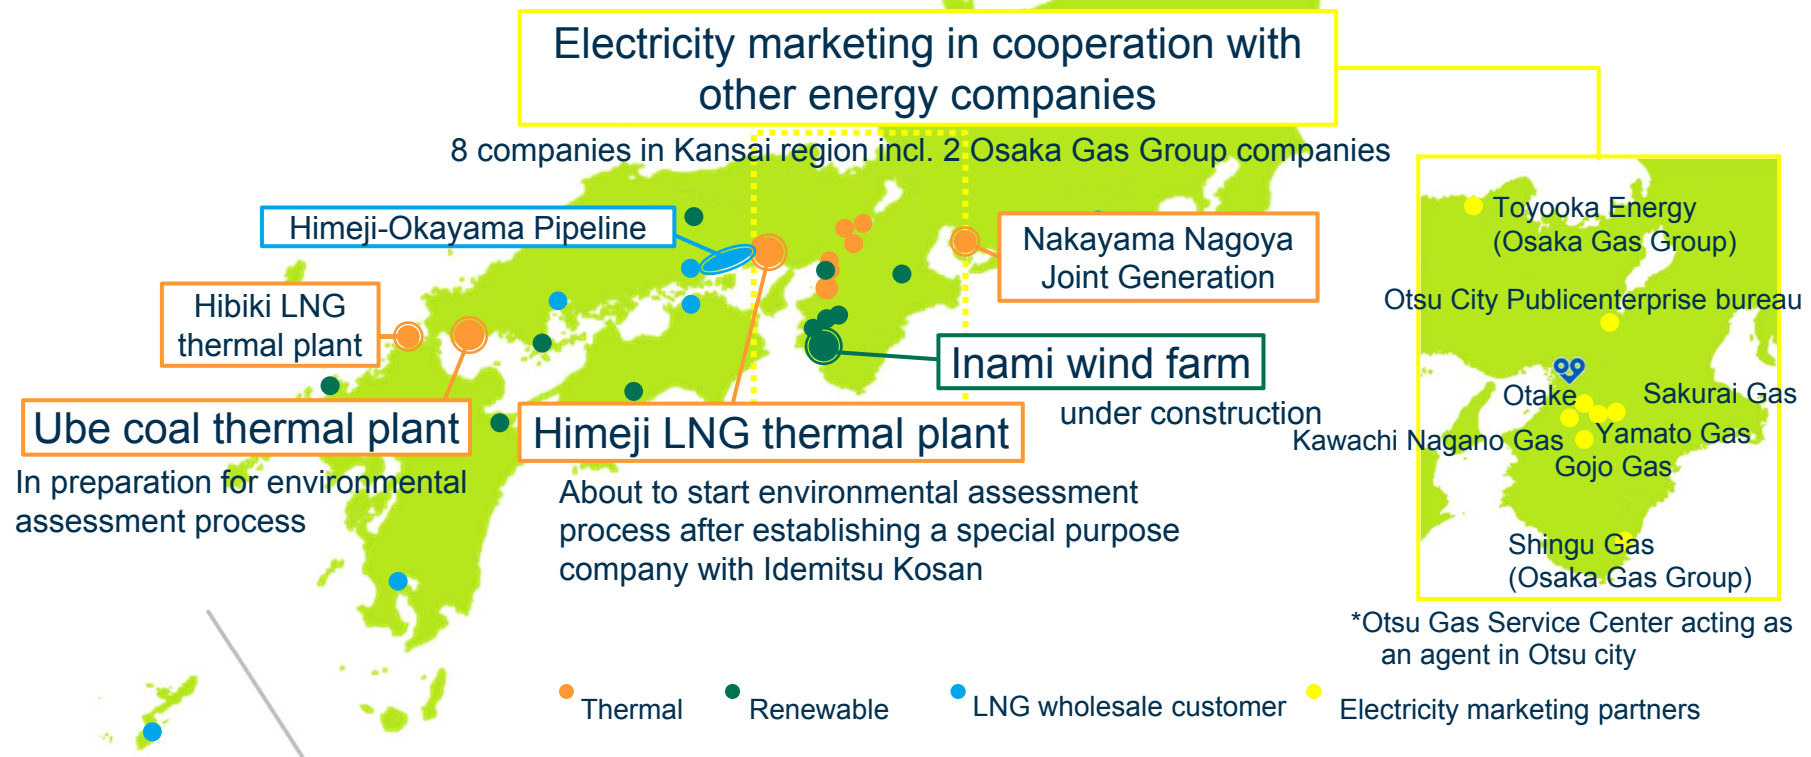 Electricity marketing in cooperation with
other energy companies
8 companies in Kansai region incl. 2 Osaka Gas Group companies
Himeji-Okayama Pipeline
Nakayama Nagoya
Joint Generation
Hibiki LNG
thermal plant
Inami wind farm
under construction
Ube coal thermal plant
In preparation for environmental
assessment process
Himeji LNG thermal plant
About to start environmental assessment
process after establishing a special purpose
company with Idemitsu Kosan
Toyooka Energy
(Osaka Gas Group)
Otsu City Publicenterprise bureau
Otake
Sakurai Gas
Kawachi Nagano Gas
Yamato Gas
Gojo Gas
Shingu Gas
(Osaka Gas Group)
*Otsu Gas Service Center acting as
an agent in Otsu city
Thermal
Renewable
LNG wholesale customer
Electricity marketing partners